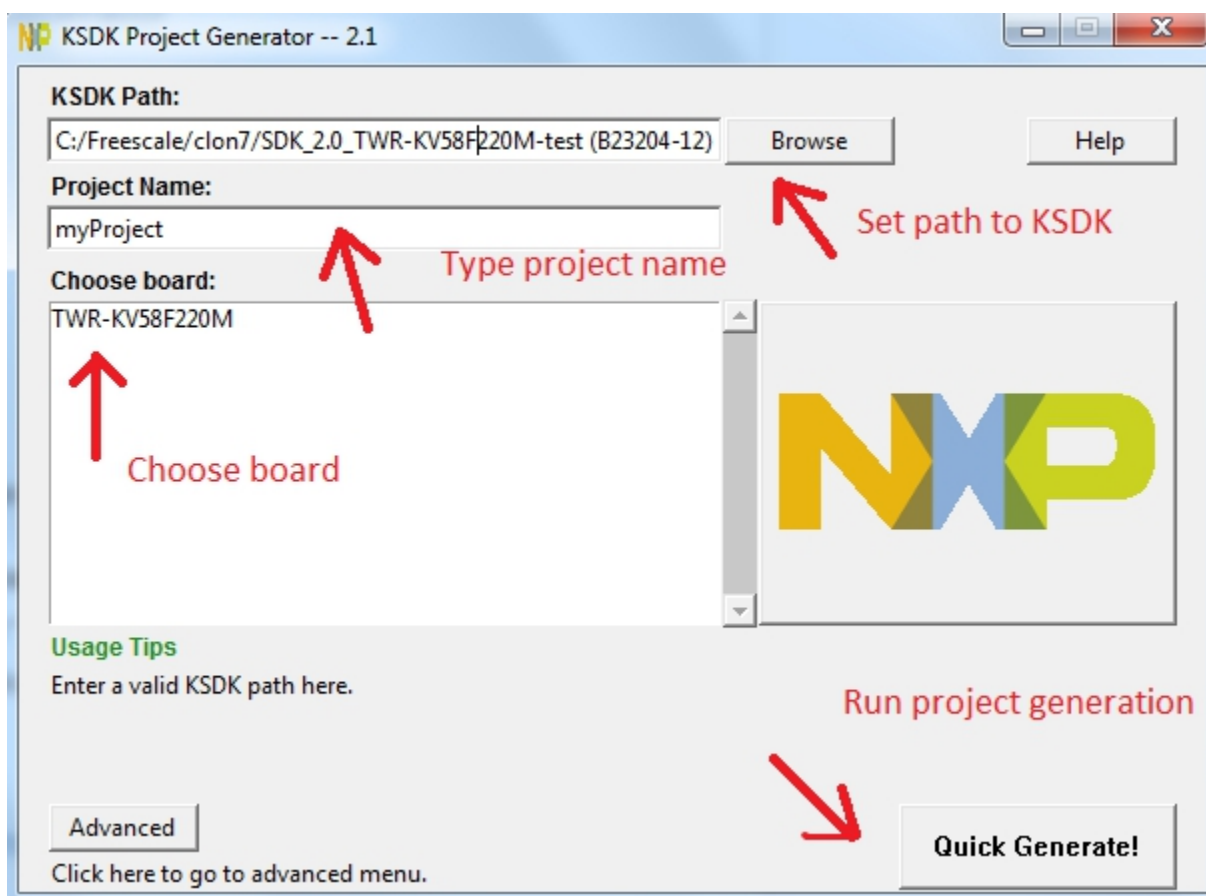 KSDK Project Generator -- 2.1
KSDK Path:
C:/Freescale/clon7/SDK_2.0_TWR-KV58F220M-test (B23204-12)
Browse
Help
Project Name:
myProject
Set path to KSDK
Type project name
Choose board:
TWR-KV58F220M
Choose board
NXP
Usage Tips
Enter a valid KSDK path here.
Run project generation
Advanced
Quick Generate!
Click here to go to advanced menu.